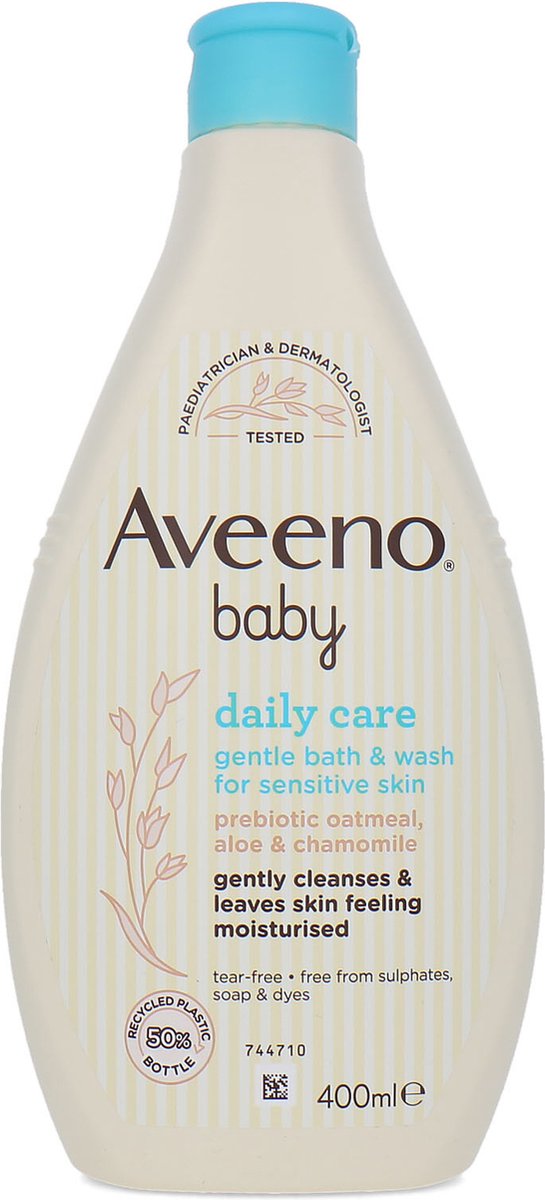 PAEDIATRICIAN & DERMATOLOGIST
TESTED
Aveeno®
baby
daily care
gentle bath & wash
for sensitive skin
prebiotic oatmeal,
aloe & chamomile
gently cleanses &
leaves skin feeling
moisturised
tear-free • free from sulphates,
soap & dyes
RECYCLED PLASTIC
50%
BOTTLE
744710
400ml℮